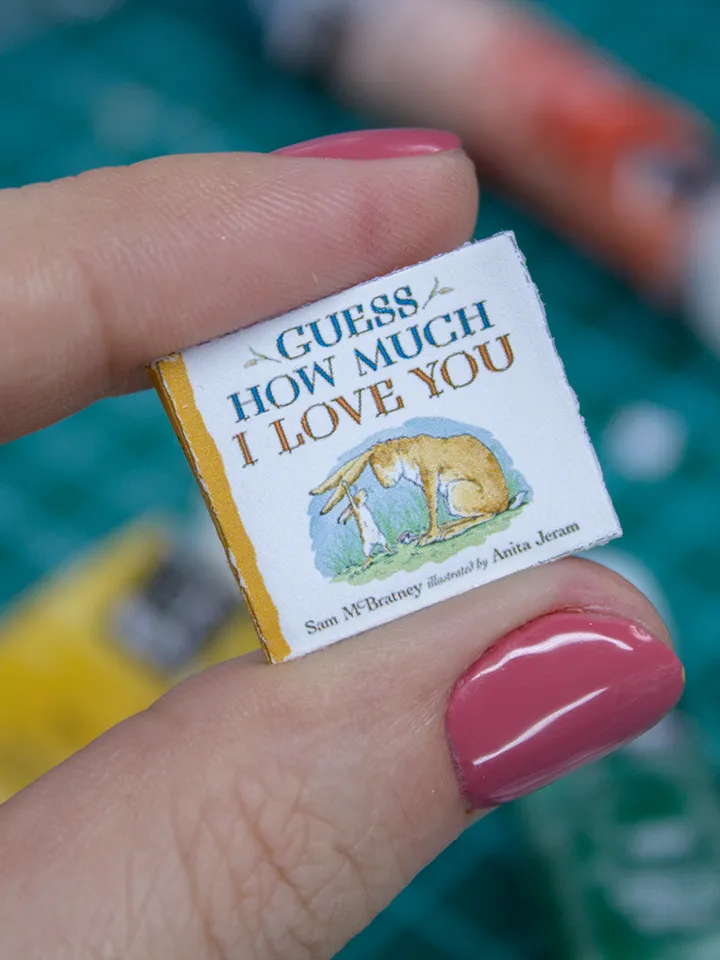 GUESS
HOW MUCH
I LOVE YOU
Sam McBratney illustrated by Anita Jeram